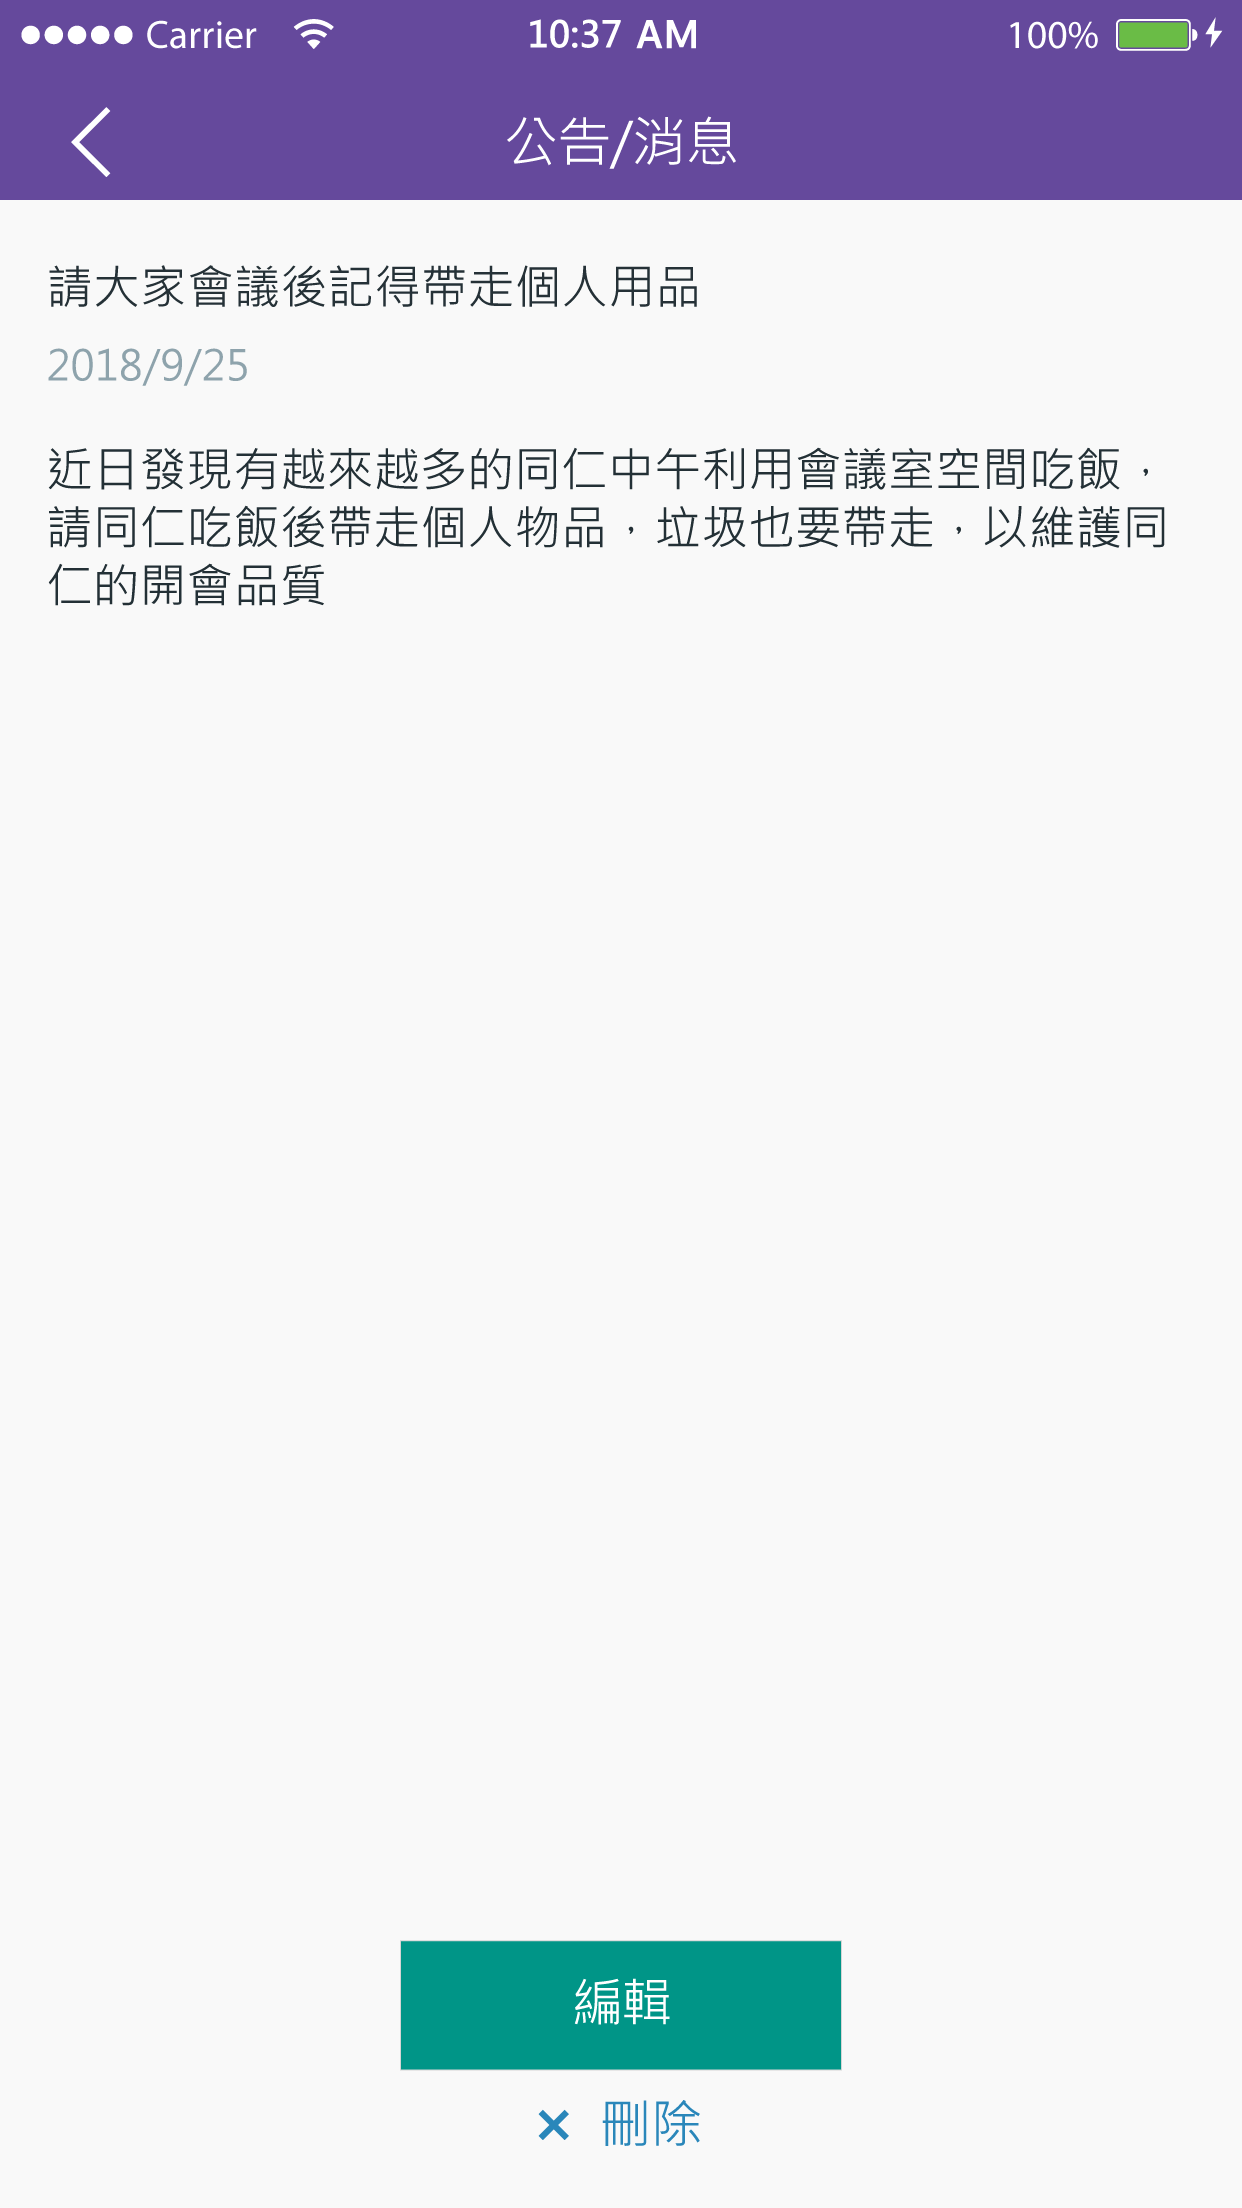 Carrier 10:37 AM 100%
公告/消息
請大家會議後記得帶走個人用品
2018/9/25
近日發現有越來越多的同仁中午利用會議室空間吃飯，
請同仁吃飯後帶走個人物品，垃圾也要帶走，以維護同
仁的開會品質
編輯
刪除